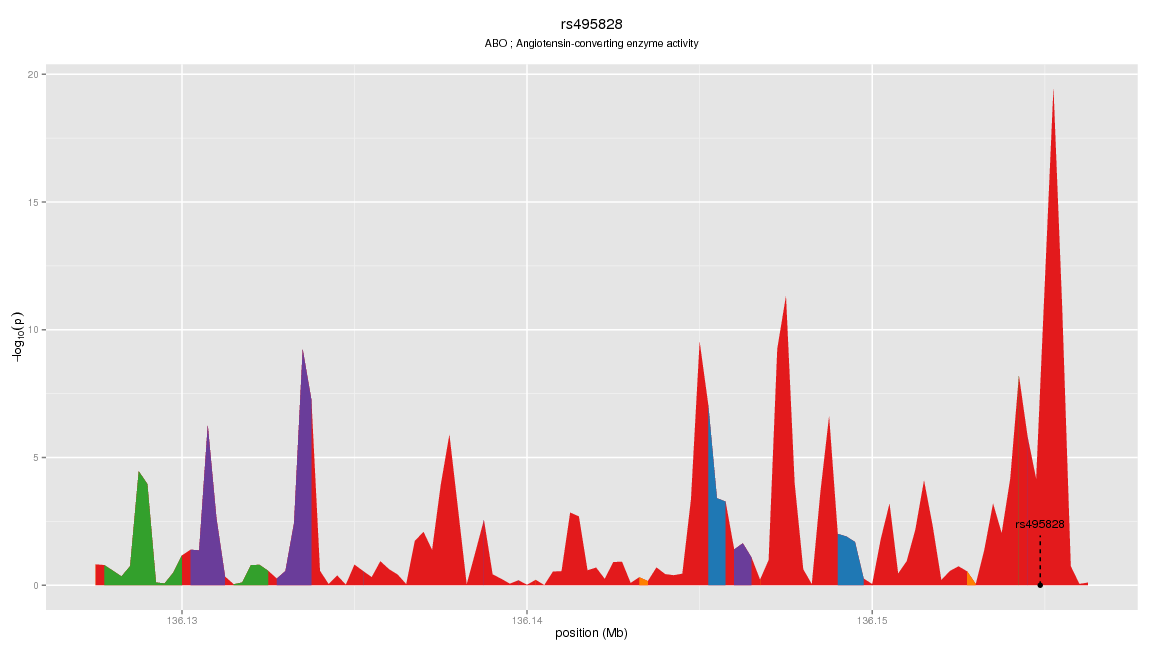 rs495828
ABO ; Angiotensin-converting enzyme activity
20
15
10
5
0
−log10(p)
rs495828
136.13 136.14 136.15
position (Mb)